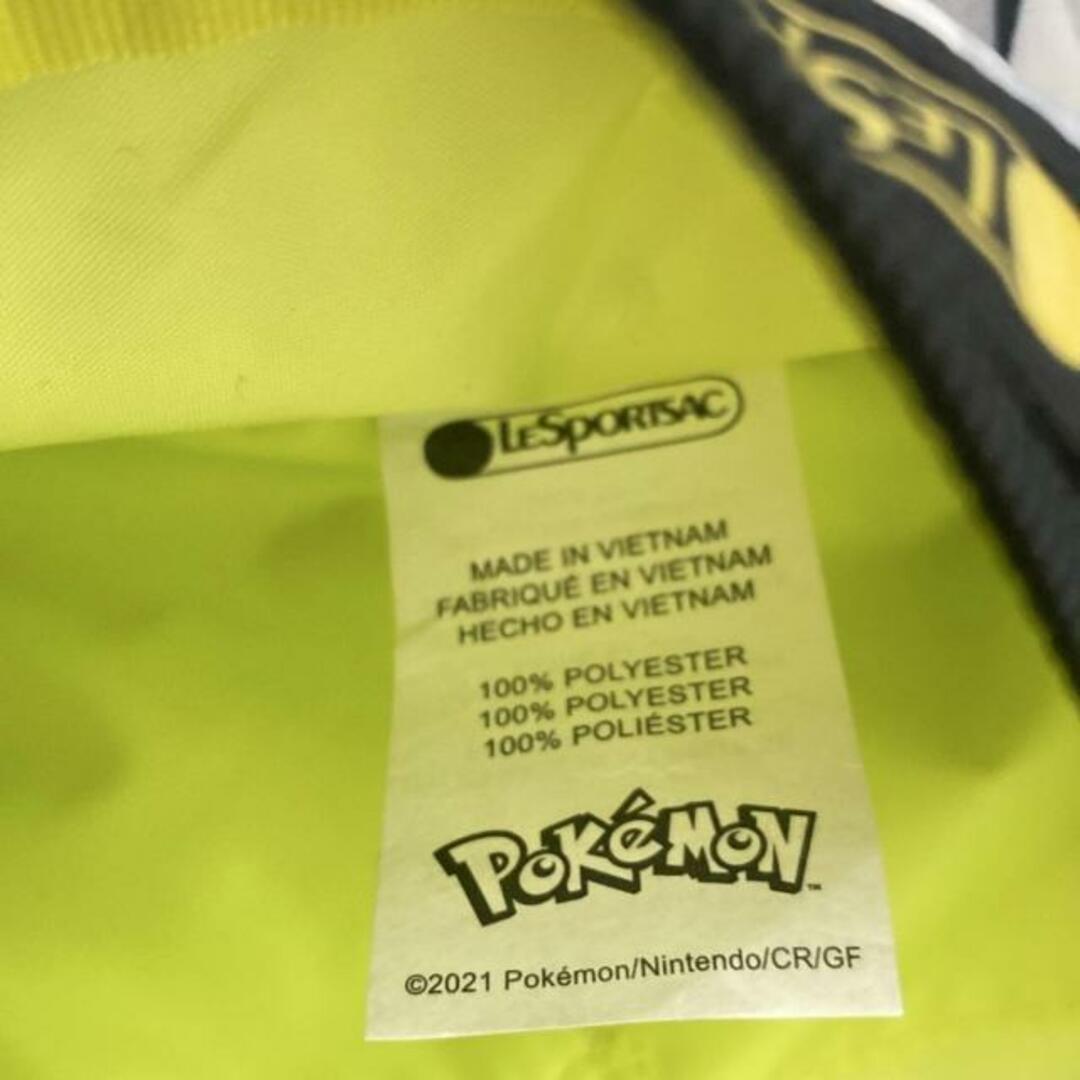 LESPORTSAC
MADE IN VIETNAM
FABRIQUÉ EN VIETNAM
HECHO EN VIETNAM
100% POLYESTER
100% POLYESTER
100% POLIÉSTER
POKéMON™
©2021 Pokémon/Nintendo/CR/GF